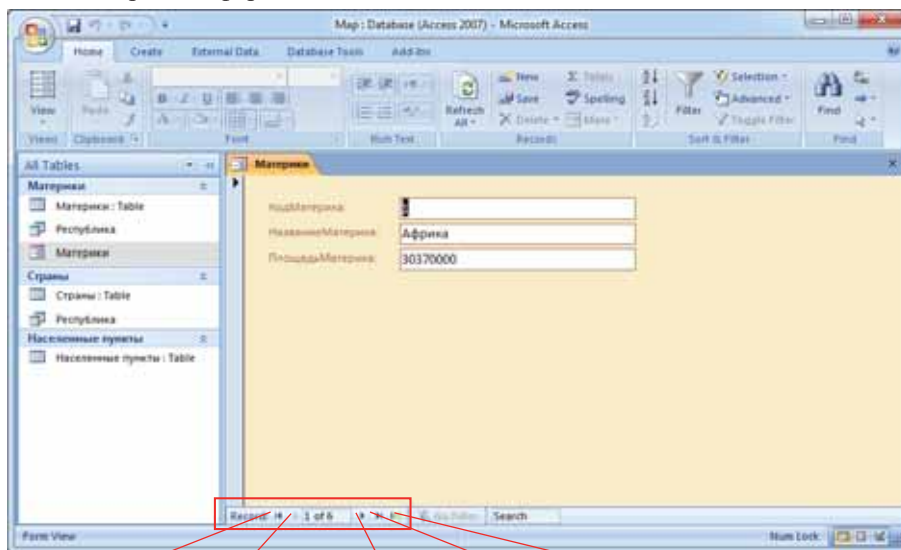 Map : Database (Access 2007) - Microsoft Access
Home Create External Data Database Tools Add-Ins
View Paste B I U Refresh All New Save Delete Totals Spelling More Filter Selection Advanced Toggle Filter Find
Views Clipboard Font Rich Text Records Sort & Filter Find
All Tables
Материки
Материки : Table
Республика
Материки
Страны
Страны : Table
Республика
Населенные пункты
Населенные пункты : Table
Материки
КодМатерика
НазваниеМатерика Африка
ПлощадьМатерика 30370000
Record: 1 of 6 No Filter Search
Form View Num Lock